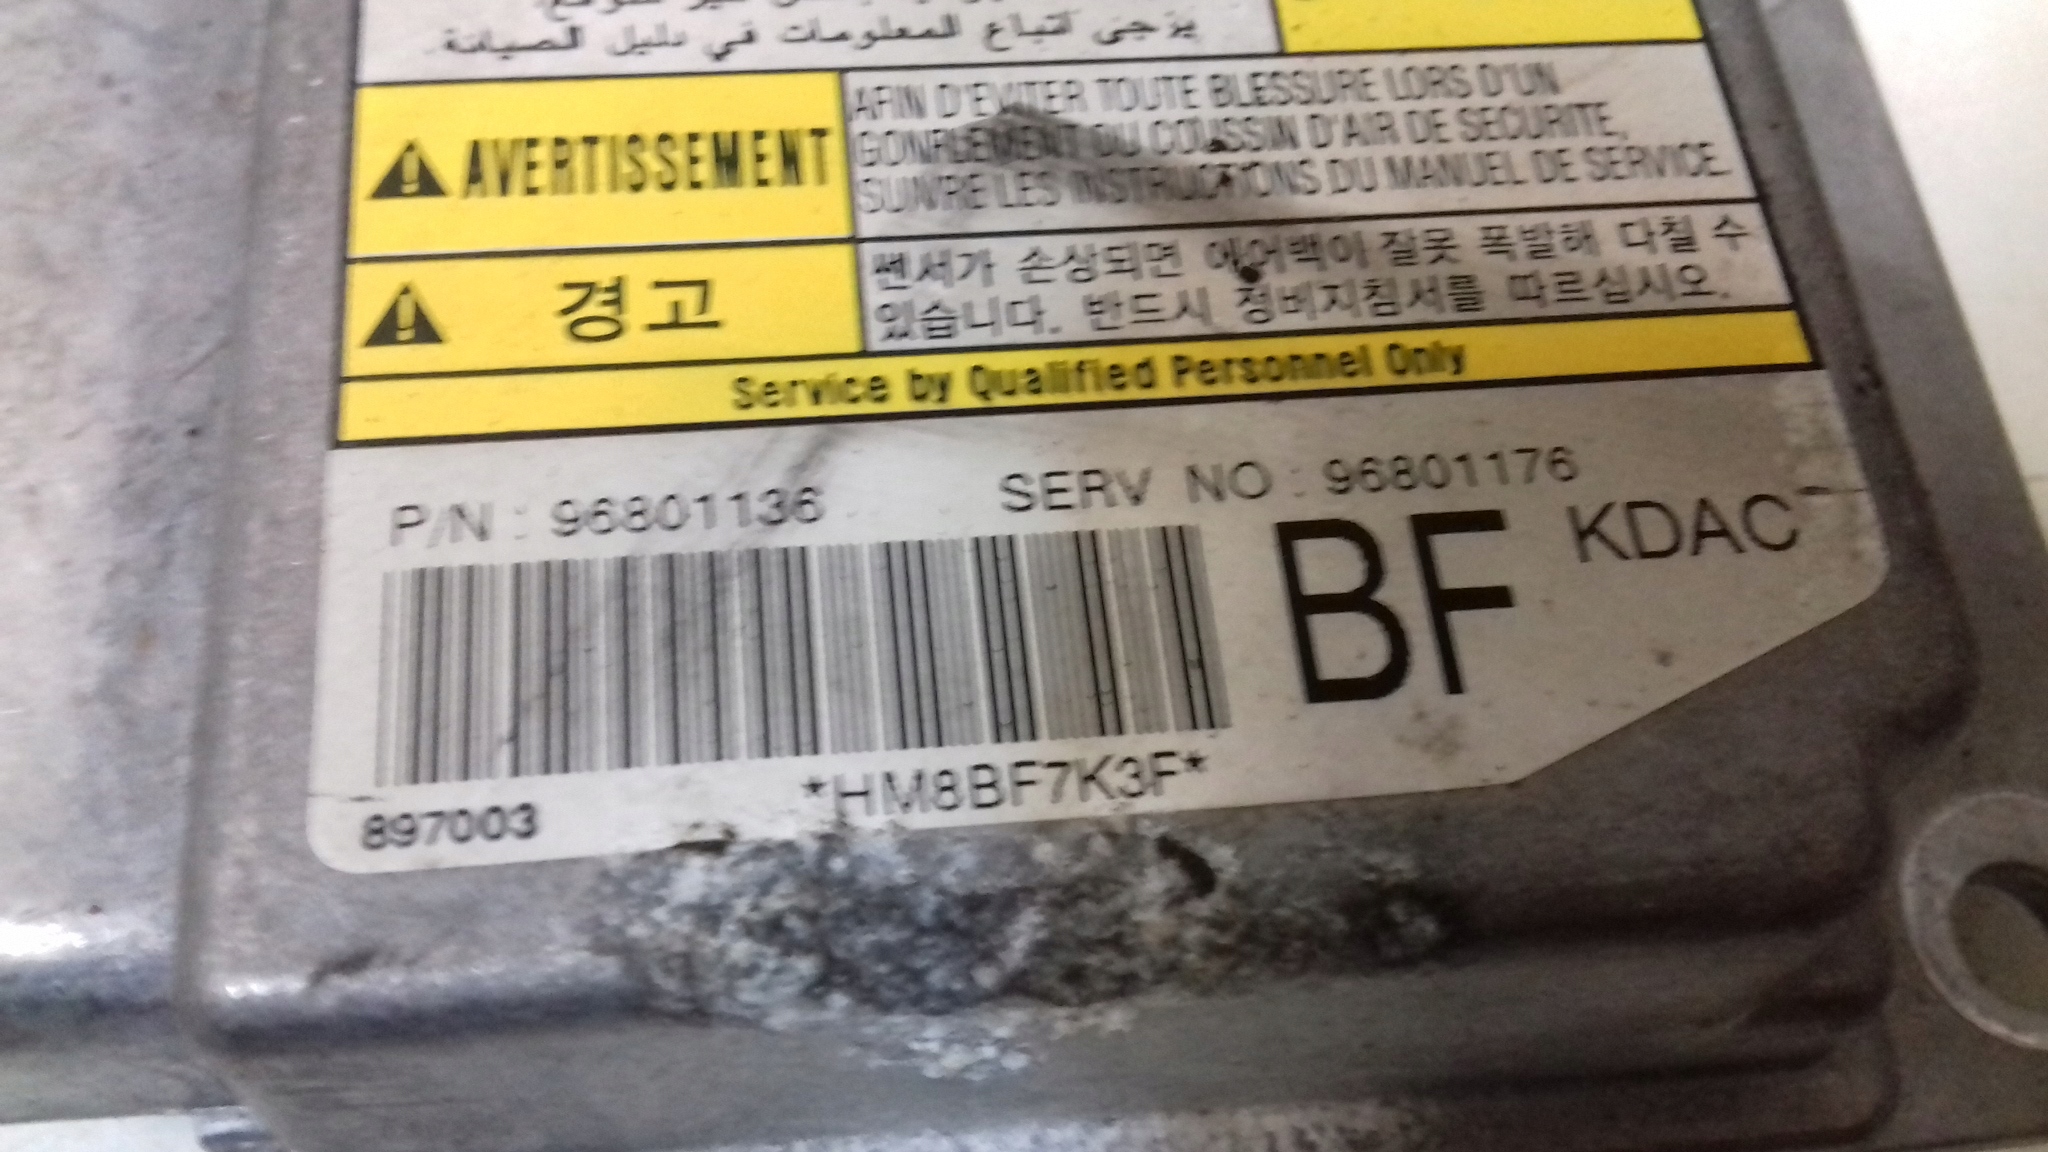 يرجى اتباع المعلومات في دليل الصيانة.
AVERTISSEMENT
AFIN D'EVITER TOUTE BLESSURE LORS D'UN
GONFLEMENT DU COUSSIN D'AIR DE SECURITE,
SUIVRE LES INSTRUCTIONS DU MANUEL DE SERVICE.
경고
쎈서가 손상되면 에어백이 잘못 폭발해 다칠 수
있습니다. 반드시 정비지침서를 따르십시오.
Service by Qualified Personnel Only
P/N : 96801136 SERV NO : 96801176
BF KDAC
*HM8BF7K3F*
897003